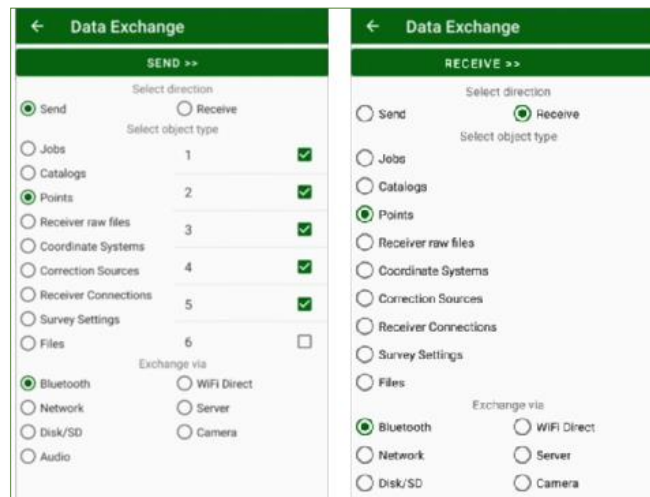 Data Exchange
SEND >>
Select direction
Send Receive
Select object type
Jobs 1
Catalogs
Points 2
Receiver raw files 3
Coordinate Systems
Correction Sources 4
Receiver Connections 5
Survey Settings
Files 6
Exchange via
Bluetooth WiFi Direct
Network Server
Disk/SD Camera
Audio
Data Exchange
RECEIVE >>
Select direction
Send Receive
Select object type
Jobs
Catalogs
Points
Receiver raw files
Coordinate Systems
Correction Sources
Receiver Connections
Survey Settings
Files
Exchange via
Bluetooth WiFi Direct
Network Server
Disk/SD Camera